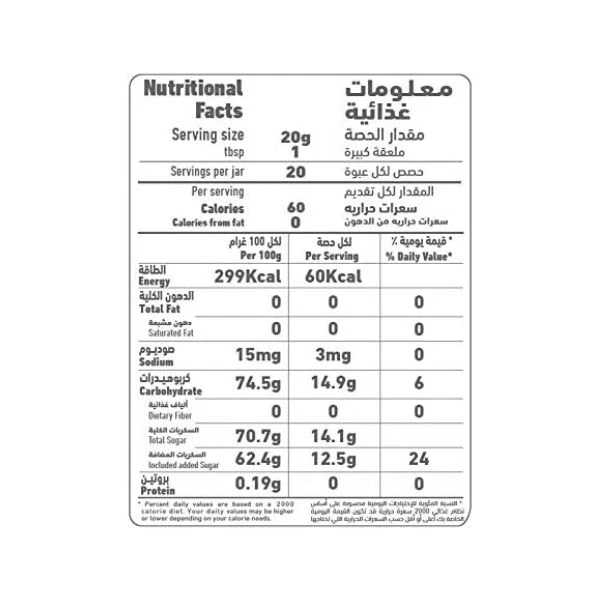 Nutritional Facts معلومات غذائية
Serving size 20g مقدار الحصة
tbsp 1 ملعقة كبيرة
Servings per jar 20 حصص لكل عبوة
Per serving المقدار لكل تقديم
Calories 60 سعرات حراريه
Calories from fat 0 سعرات حراريه من الدهون
لكل 100 غرام لكل حصة * قيمة يومية ٪
Per 100g Per Serving % Daily Value*
الطاقة
Energy 299Kcal 60Kcal
الدهون الكلية
Total Fat 0 0 0
دهون مشبعة
Saturated Fat 0 0 0
صوديوم
Sodium 15mg 3mg 0
كربوهيدرات
Carbohydrate 74.5g 14.9g 6
ألياف غذائية
Dietary Fiber 0 0 0
السكريات الكلية
Total Sugar 70.7g 14.1g
السكريات المضافة
Included added Sugar 62.4g 12.5g 24
بروتين
Protein 0.19g 0 0
* Percent daily values are based on a 2000
calorie diet. Your daily values may be higher
or lower depending on your calorie needs.
* النسبة المئوية للإحتياجات اليومية محسوبة على أساس
نظام غذائي 2000 سعرة حرارية قد تكون القيمة اليومية
الخاصة بك أعلى أو أقل حسب السعرات الحرارية التي تحتاجها